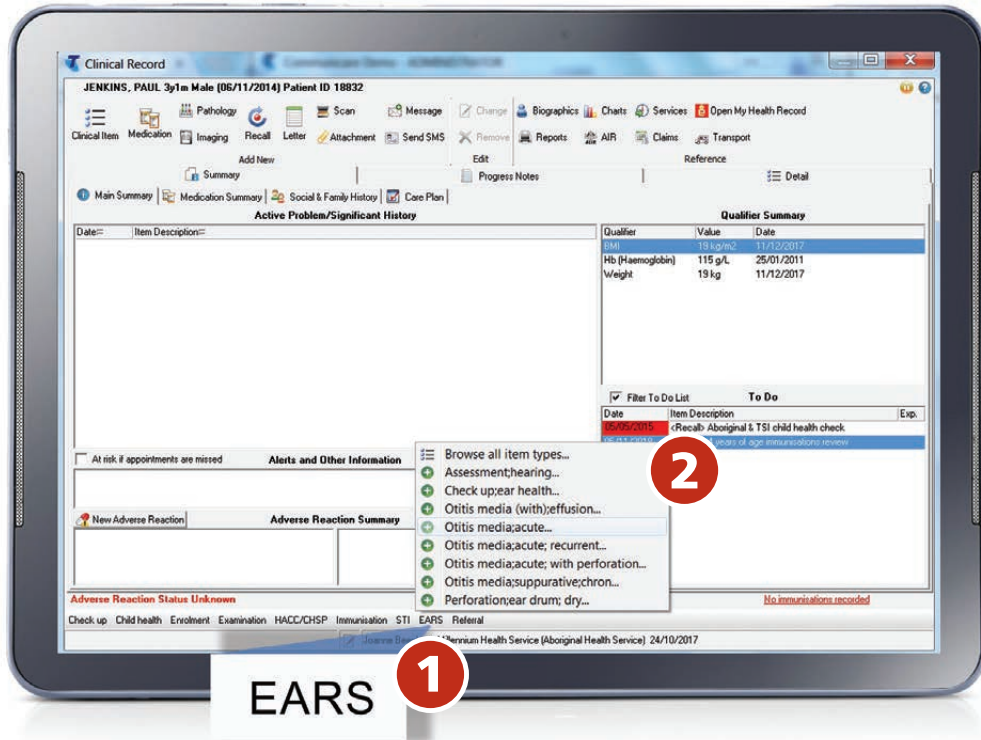 Clinical Record
JENKINS, PAUL 3y1m Male (06/11/2014) Patient ID 18832
Clinical Item Medication Pathology Imaging Recall Letter Scan Attachment Message Send SMS
Add New
Change Remove
Edit
Biographics Charts Services Open My Health Record
Reports AIR Claims Transport
Reference
Summary Progress Notes Detail
Main Summary Medication Summary Social & Family History Care Plan
Active Problem/Significant History
Date= Item Description=
Qualifier Summary
Qualifier Value Date
BMI 19 kg/m2 11/12/2017
Hb (Haemoglobin) 115 g/L 25/01/2011
Weight 19 kg 11/12/2017
Filter To Do List To Do
Date Item Description Exp.
05/05/2015 <Recall> Aboriginal & TSI child health check
years of age immunisations review
At risk if appointments are missed Alerts and Other Information
New Adverse Reaction Adverse Reaction Summary
Browse all item types...
Assessment;hearing...
Check up;ear health...
Otitis media (with);effusion...
Otitis media;acute...
Otitis media;acute; recurrent...
Otitis media;acute; with perforation...
Otitis media;suppurative;chron...
Perforation;ear drum; dry...
2
Adverse Reaction Status Unknown No immunisations recorded
Check up Child health Enrolment Examination HACC/CHSP Immunisation STI EARS Referral
Health Service (Aboriginal Health Service) 24/10/2017
EARS
1